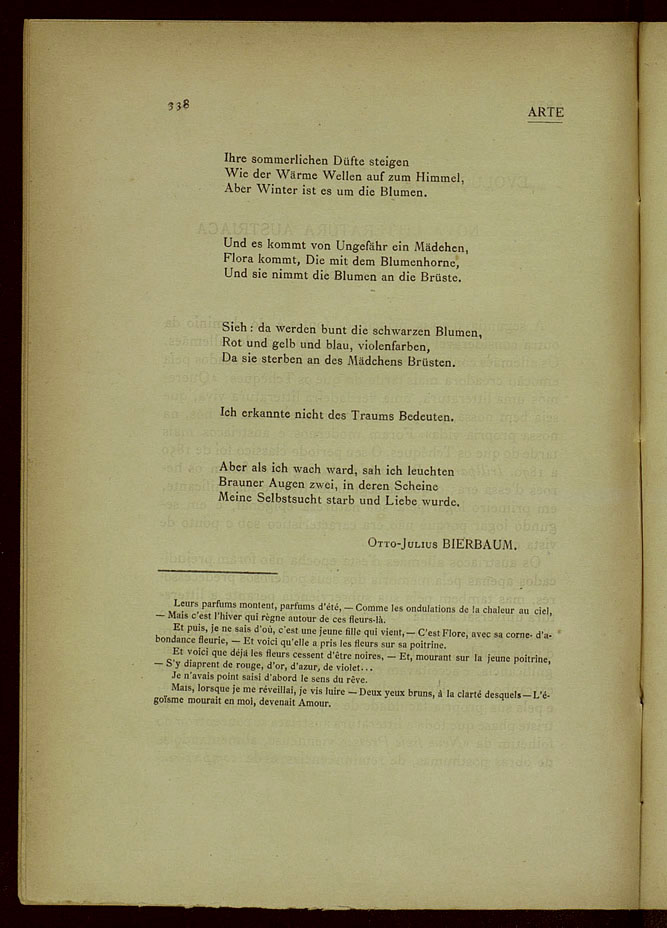 338
ARTE
Ihre sommerlichen Düfte steigen
Wie der Wärme Wellen auf zum Himmel,
Aber Winter ist es um die Blumen.
Und es kommt von Ungefähr ein Mädchen,
Flora kommt, Die mit dem Blumenhorne,
Und sie nimmt die Blumen an die Brüste.
Sieh: da werden bunt die schwarzen Blumen,
Rot und gelb und blau, violenfarben,
Da sie sterben an des Mädchens Brüsten.
Ich erkannte nicht des Traums Bedeuten.
Aber als ich wach ward, sah ich leuchten
Brauner Augen zwei, in deren Scheine
Meine Selbstsucht starb und Liebe wurde.
OTTO-JULIUS BIERBAUM.
Leurs parfums montent, parfums d'été, — Comme les ondulations de la chaleur au ciel,
— Mais c'est l'hiver qui règne autour de ces fleurs-là.
Et puis, je ne sais d'où, c'est une jeune fille qui vient, — C'est Flore, avec sa corne- d'a-
bondance fleurie, — Et voici qu'elle a pris les fleurs sur sa poitrine.
Et voici que déjá les fleurs cessent d'être noires, — Et, mourant sur la jeune poitrine,
— S'y diaprent de rouge, d'or, d'azur, de violet...
Je n'avais point saisi d'abord le sens du rêve.
Mais, lorsque je me réveillai, je vis luire — Deux yeux bruns, á la clarté desquels — L'é-
goïsme mourait en moi, devenait Amour.